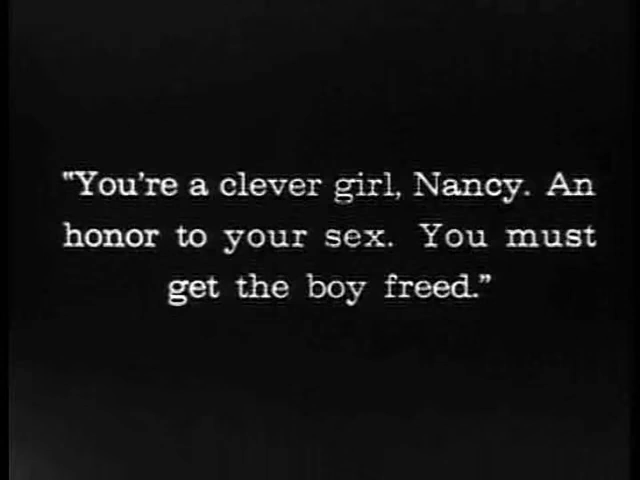 "You're a clever girl, Nancy. An
honor to your sex. You must
get the boy freed."